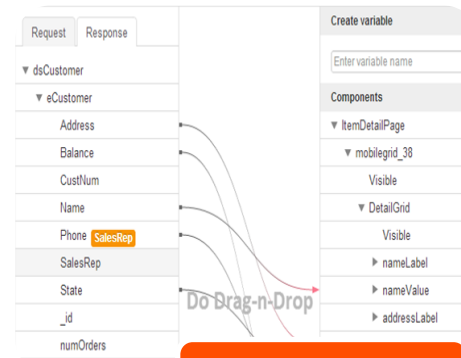 Request Response
dsCustomer
eCustomer
Address
Balance
CustNum
Name
Phone SalesRep
SalesRep
State
_id
numOrders
Do Drag-n-Drop
Create variable
Enter variable name
Components
ItemDetailPage
mobilegrid_38
Visible
DetailGrid
Visible
nameLabel
nameValue
addressLabel